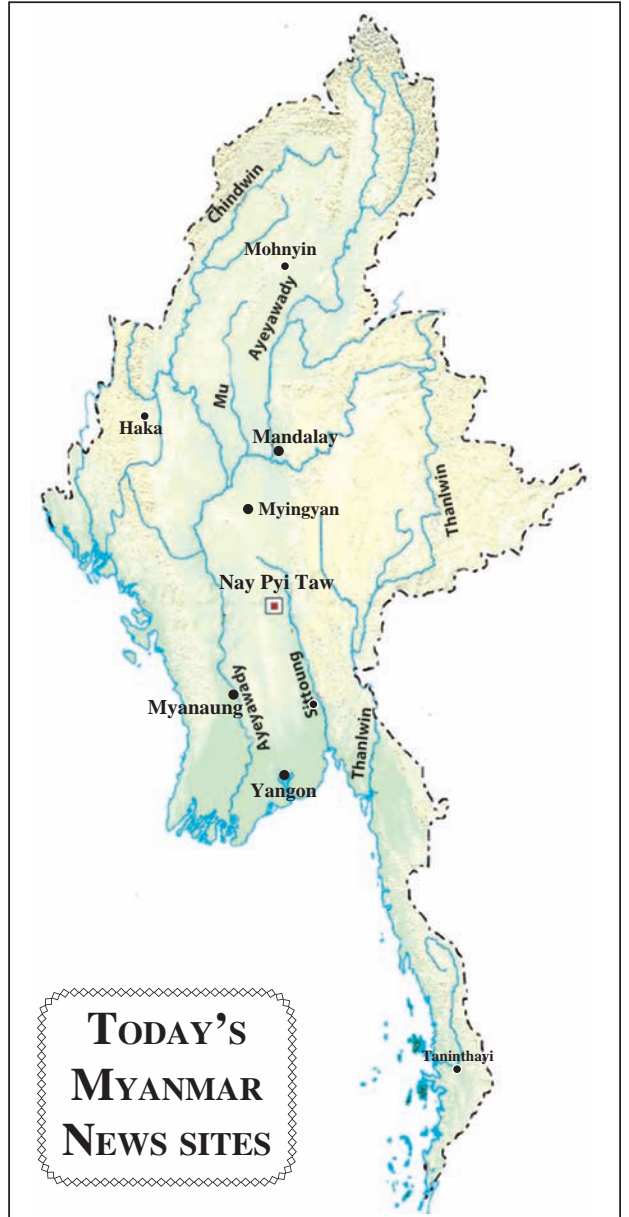 Chindwin
Mohnyin
Ayeyawady
Mu
Haka
Mandalay
Thanlwin
Myingyan
Nay Pyi Taw
Sittoung
Ayeyawady
Myanaung
Thanlwin
Yangon
Taninthayi
TODAY'S
MYANMAR
NEWS SITES